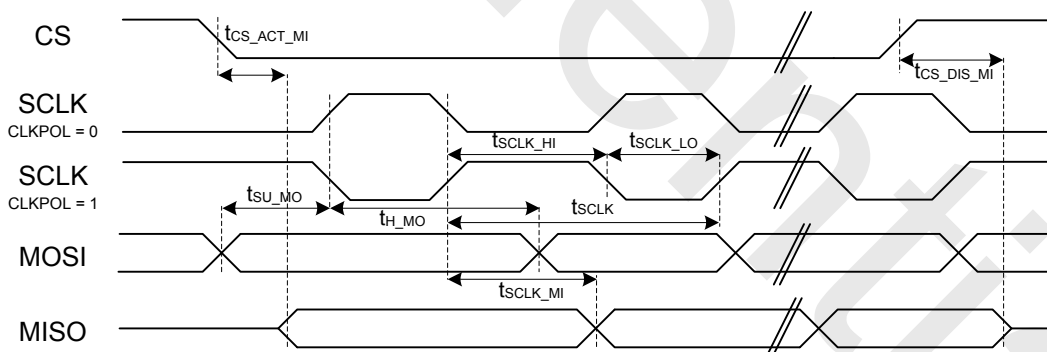 CS
tCS_ACT_MI
tCS_DIS_MI
SCLK
CLKPOL = 0
tSCLK_HI
tSCLK_LO
SCLK
CLKPOL = 1
tSU_MO
tH_MO
tSCLK
MOSI
tSCLK_MI
MISO